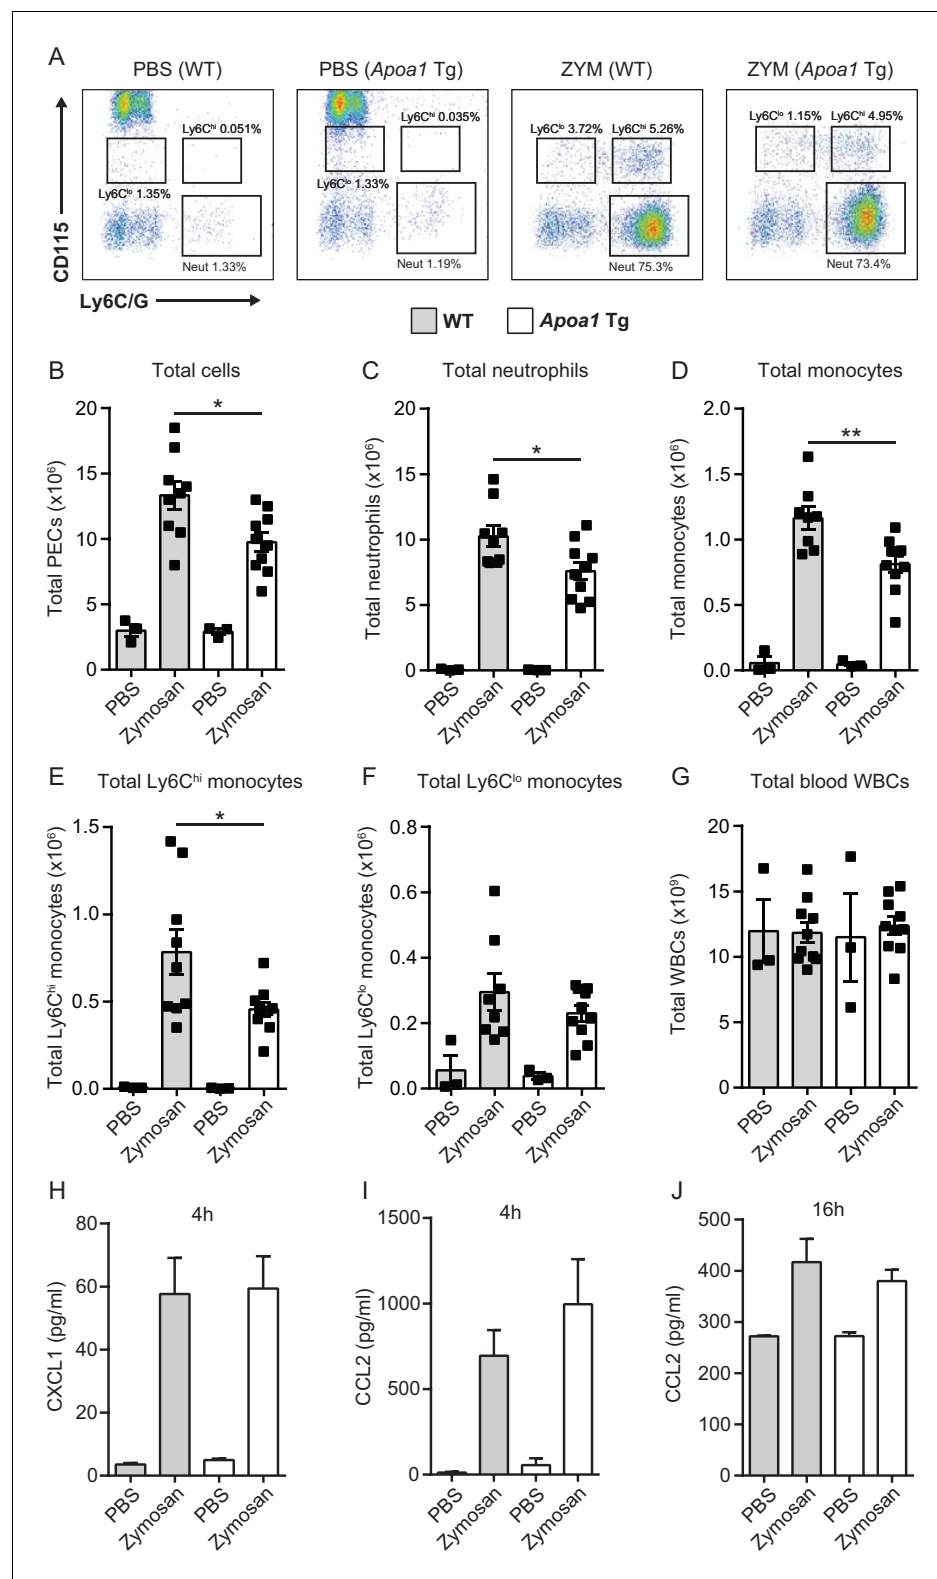 A
PBS (WT)
PBS (Apoa1 Tg)
ZYM (WT)
ZYM (Apoa1 Tg)
Ly6Cʰⁱ 0.051%
Ly6Cˡᵒ 1.35%
Neut 1.33%
Ly6Cʰⁱ 0.035%
Ly6Cˡᵒ 1.33%
Neut 1.19%
Ly6Cˡᵒ 3.72%
Ly6Cʰⁱ 5.26%
Neut 75.3%
Ly6Cˡᵒ 1.15%
Ly6Cʰⁱ 4.95%
Neut 73.4%
CD115
Ly6C/G
WT
Apoa1 Tg
B
Total cells
Total PECs (x10⁶)
20
15
10
5
0
*
PBS
Zymosan
PBS
Zymosan
C
Total neutrophils
Total neutrophils (x10⁶)
20
15
10
5
0
*
PBS
Zymosan
PBS
Zymosan
D
Total monocytes
Total monocytes (x10⁶)
2.0
1.5
1.0
0.5
0.0
**
PBS
Zymosan
PBS
Zymosan
E
Total Ly6Cʰⁱ monocytes
Total Ly6Cʰⁱ monocytes (x10⁶)
1.5
1.0
0.5
0.0
*
PBS
Zymosan
PBS
Zymosan
F
Total Ly6Cˡᵒ monocytes
Total Ly6Cˡᵒ monocytes (x10⁶)
0.8
0.6
0.4
0.2
0.0
PBS
Zymosan
PBS
Zymosan
G
Total blood WBCs
Total WBCs (x10⁹)
20
15
10
5
0
PBS
Zymosan
PBS
Zymosan
H
4h
CXCL1 (pg/ml)
80
60
40
20
0
PBS
Zymosan
PBS
Zymosan
I
4h
CCL2 (pg/ml)
1500
1000
500
0
PBS
Zymosan
PBS
Zymosan
J
16h
CCL2 (pg/ml)
500
400
300
200
100
0
PBS
Zymosan
PBS
Zymosan